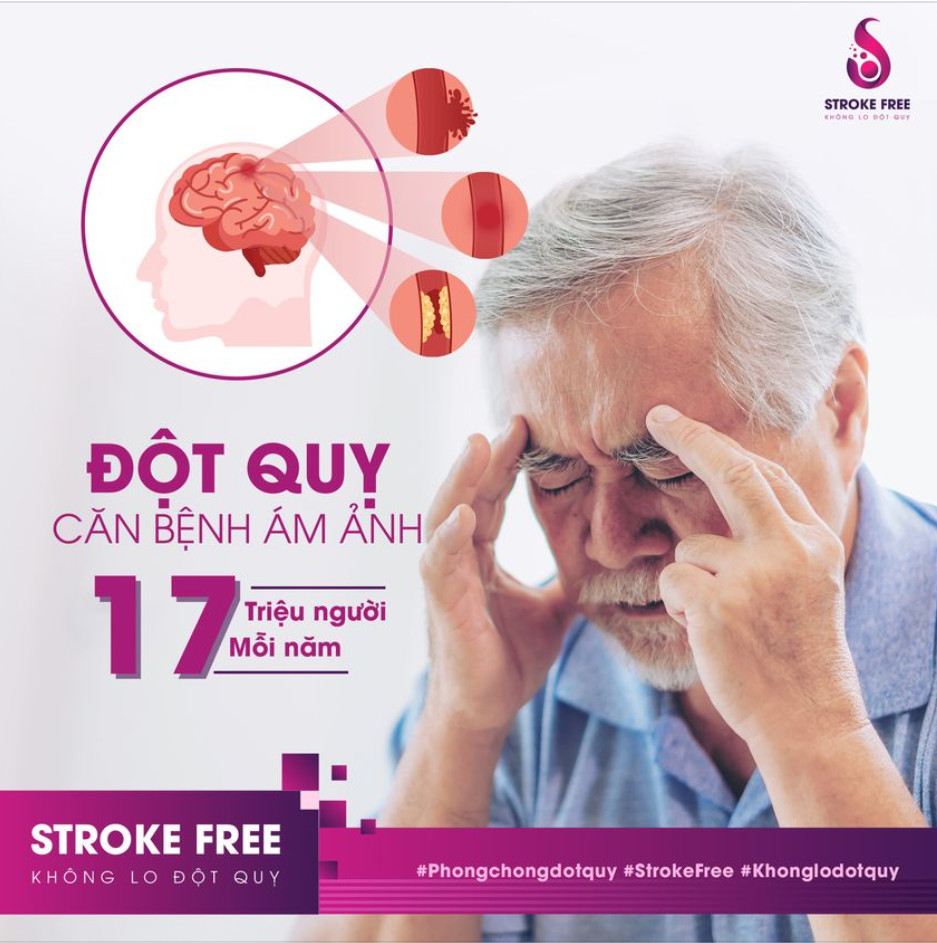 STROKE FREE
KHÔNG LO ĐỘT QUỴ
ĐỘT QUỴ
CĂN BỆNH ÁM ẢNH
17 Triệu người
Mỗi năm
STROKE FREE
KHÔNG LO ĐỘT QUỴ
#Phongchongdotquy #StrokeFree #Khonglodotquy